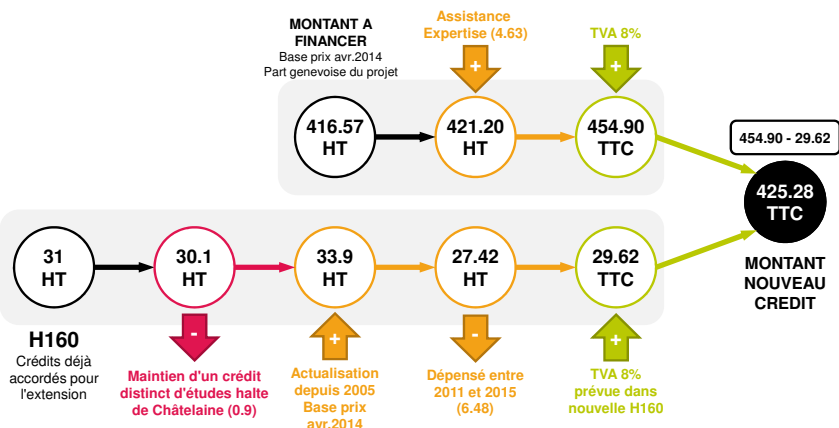 Assistance
Expertise (4.63)
TVA 8%
MONTANT A
FINANCER
Base prix avr.2014
Part genevoise du projet
+
+
416.57
HT
421.20
HT
454.90
TTC
454.90 - 29.62
425.28
TTC
MONTANT
NOUVEAU
CREDIT
31
HT
30.1
HT
33.9
HT
27.42
HT
29.62
TTC
H160
Crédits déjà
accordés pour
l'extension
-
Maintien d'un crédit
distinct d'études halte
de Châtelaine (0.9)
+
Actualisation
depuis 2005
Base prix
avr.2014
-
Dépensé entre
2011 et 2015
(6.48)
+
TVA 8%
prévue dans
nouvelle H160